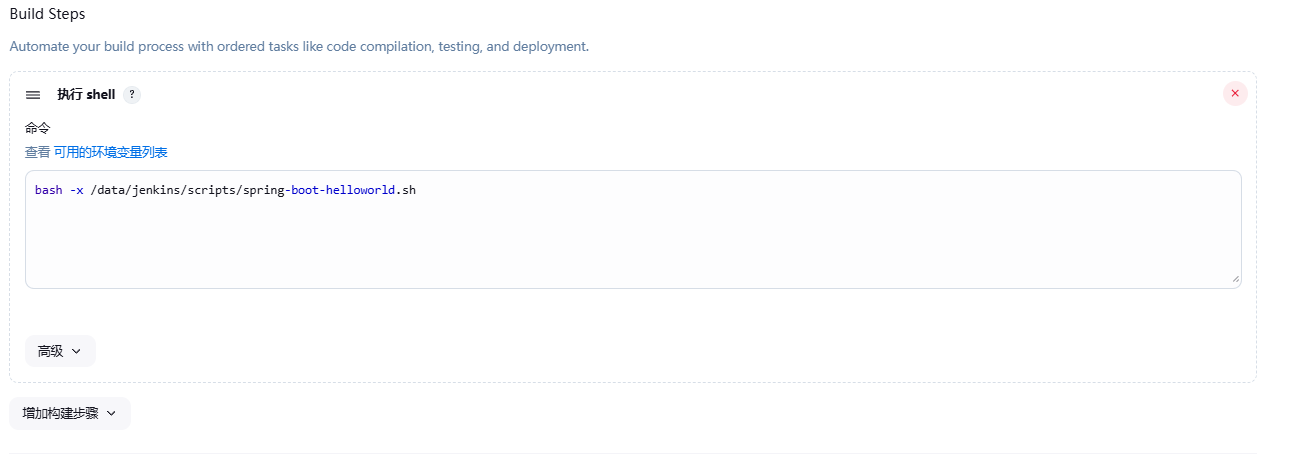 Build Steps
Automate your build process with ordered tasks like code compilation, testing, and deployment.
执行 shell ?
命令
查看 可用的环境变量列表
bash -x /data/jenkins/scripts/spring-boot-helloworld.sh
高级
增加构建步骤